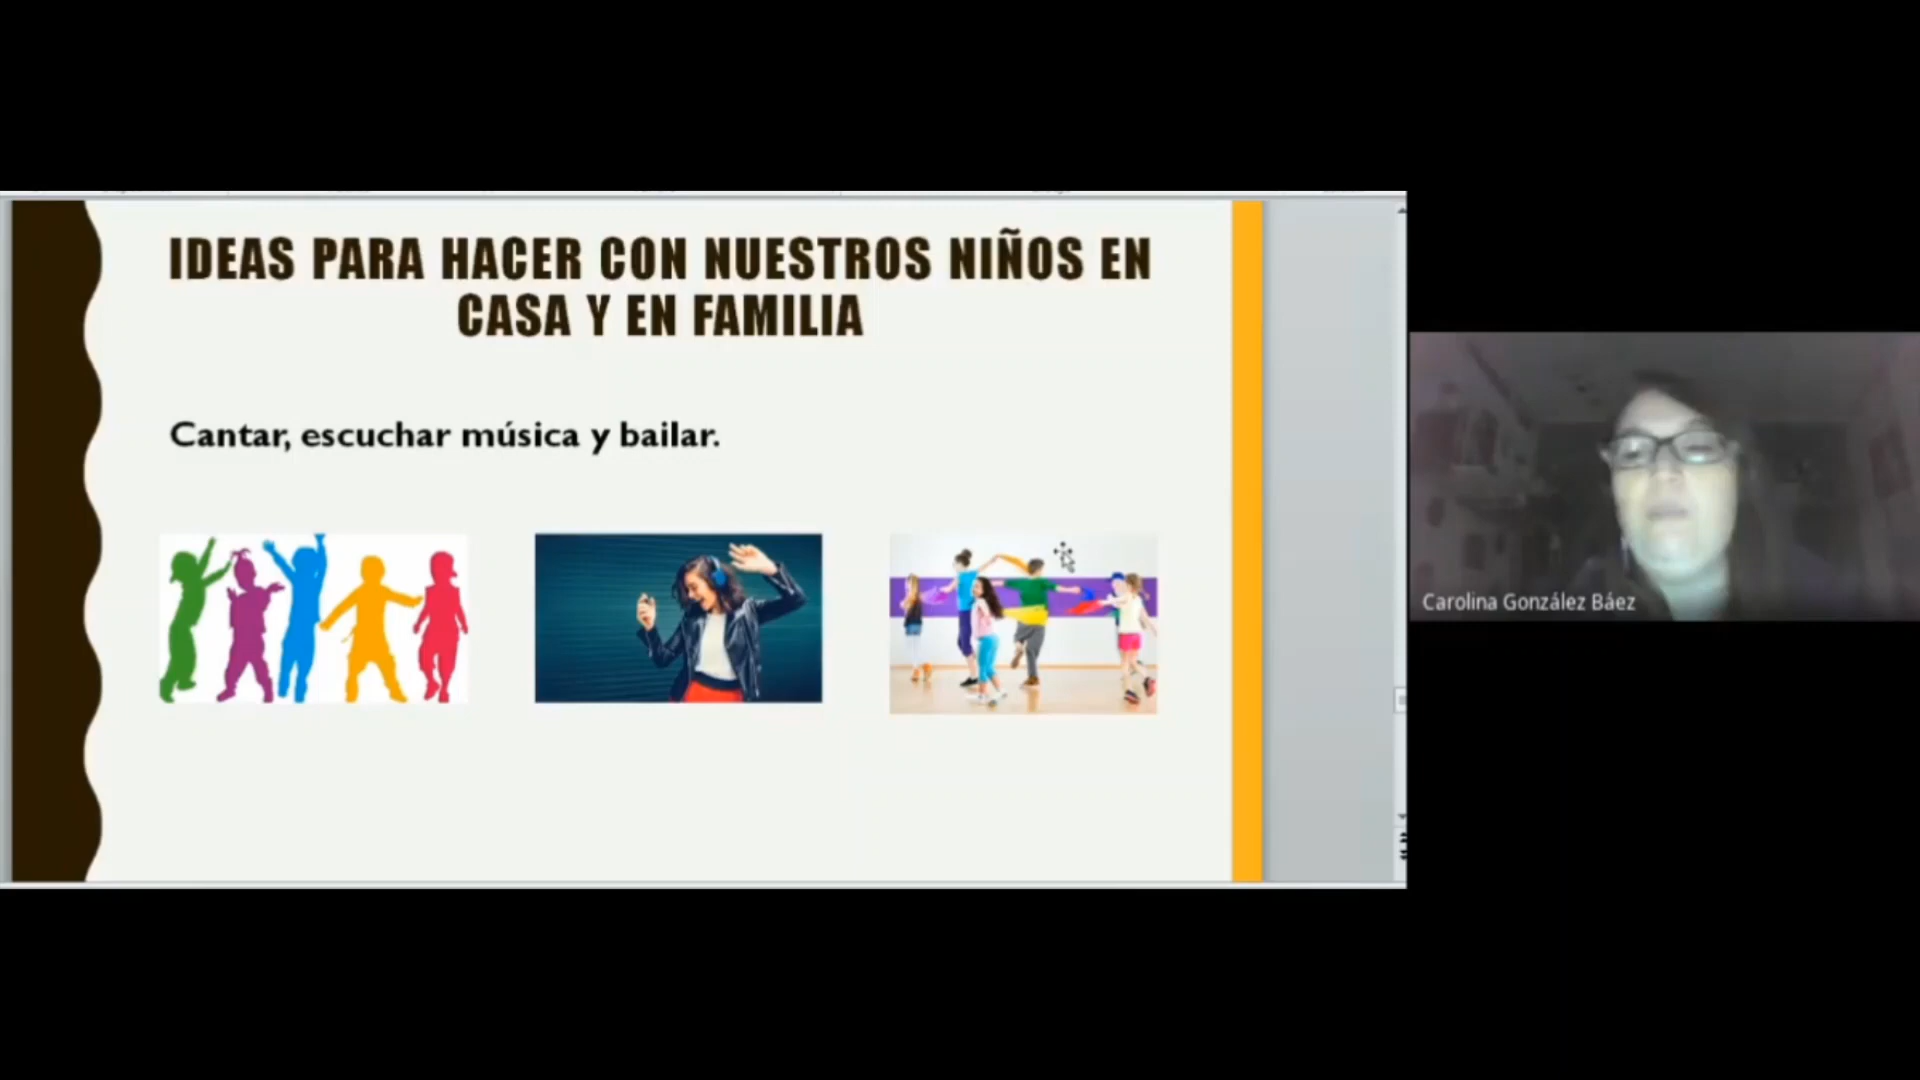 IDEAS PARA HACER CON NUESTROS NIÑOS EN
CASA Y EN FAMILIA
Cantar, escuchar música y bailar.
Carolina González Báez